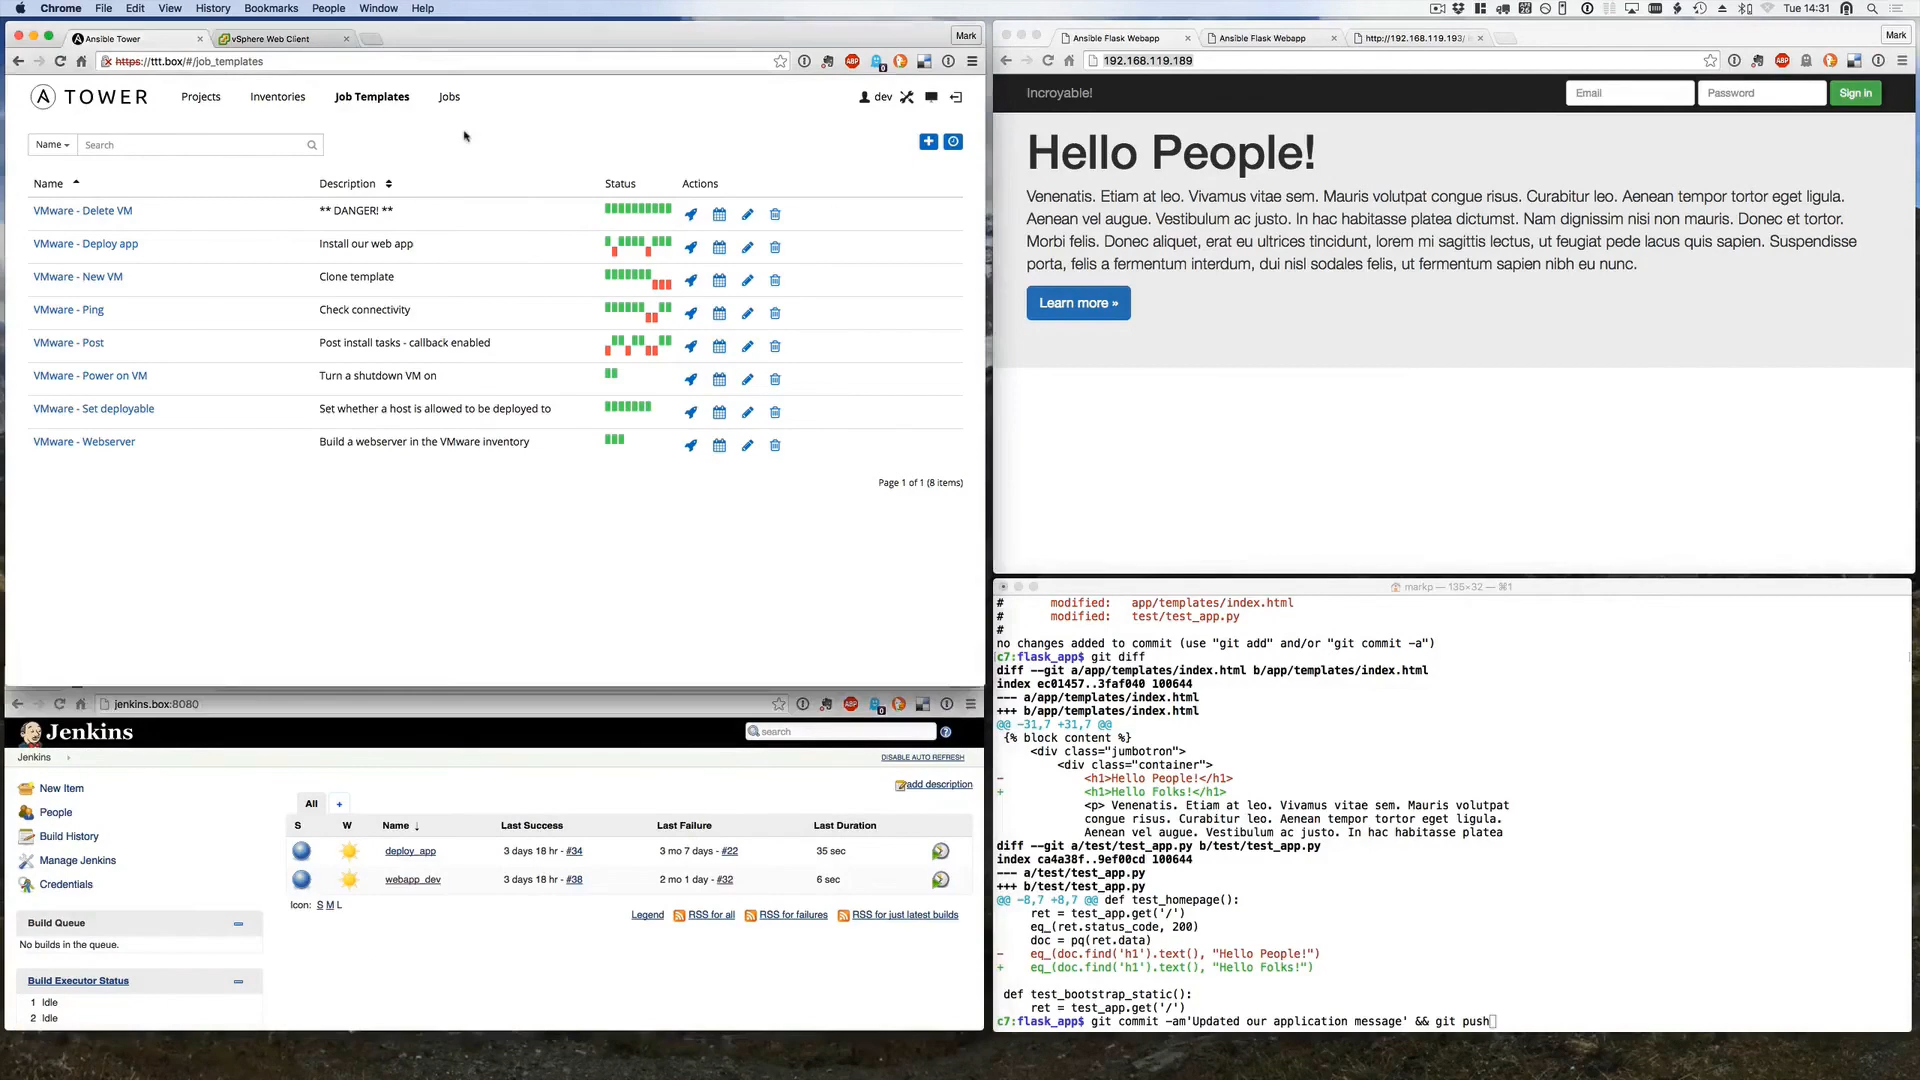 Chrome File Edit View History Bookmarks People Window Help
Tue 14:31
Ansible Tower
vSphere Web Client
Mark
https://ttt.box/#/job_templates
TOWER Projects Inventories Job Templates Jobs
dev
Name
Search
Name Description Status Actions
VMware - Delete VM ** DANGER! **
VMware - Deploy app Install our web app
VMware - New VM Clone template
VMware - Ping Check connectivity
VMware - Post Post install tasks - callback enabled
VMware - Power on VM Turn a shutdown VM on
VMware - Set deployable Set whether a host is allowed to be deployed to
VMware - Webserver Build a webserver in the VMware inventory
Page 1 of 1 (8 items)
jenkins.box:8080
ABP
Jenkins
search
Jenkins
DISABLE AUTO REFRESH
add description
New Item
People
Build History
Manage Jenkins
Credentials
Build Queue
No builds in the queue.
Build Executor Status
1 Idle
2 Idle
All +
S W Name ↓ Last Success Last Failure Last Duration
deploy_app 3 days 18 hr - #34 3 mo 7 days - #22 35 sec
webapp_dev 3 days 18 hr - #38 2 mo 1 day - #32 6 sec
Icon: S M L
Legend RSS for all RSS for failures RSS for just latest builds
Ansible Flask Webapp
Ansible Flask Webapp
http://192.168.119.193/
Mark
192.168.119.189
ABP
Incroyable!
Email
Password
Sign in
Hello People!
Venenatis. Etiam at leo. Vivamus vitae sem. Mauris volutpat congue risus. Curabitur leo. Aenean tempor tortor eget ligula.
Aenean vel augue. Vestibulum ac justo. In hac habitasse platea dictumst. Nam dignissim nisi non mauris. Donec et tortor.
Morbi felis. Donec aliquet, erat eu ultrices tincidunt, lorem mi sagittis lectus, ut feugiat pede lacus quis sapien. Suspendisse
porta, felis a fermentum interdum, dui nisl sodales felis, ut fermentum sapien nibh eu nunc.
Learn more »
markp — 135×32 — ⌘1
# modified: app/templates/index.html
# modified: test/test_app.py
#
no changes added to commit (use "git add" and/or "git commit -a")
c7:flask_app$ git diff
diff --git a/app/templates/index.html b/app/templates/index.html
index ec01457..3faf040 100644
--- a/app/templates/index.html
+++ b/app/templates/index.html
@@ -31,7 +31,7 @@
{% block content %}
<div class="jumbotron">
<div class="container">
- <h1>Hello People!</h1>
+ <h1>Hello Folks!</h1>
<p> Venenatis. Etiam at leo. Vivamus vitae sem. Mauris volutpat
congue risus. Curabitur leo. Aenean tempor tortor eget ligula.
Aenean vel augue. Vestibulum ac justo. In hac habitasse platea
diff --git a/test/test_app.py b/test/test_app.py
index ca4a38f..9ef00cd 100644
--- a/test/test_app.py
+++ b/test/test_app.py
@@ -8,7 +8,7 @@ def test_homepage():
ret = test_app.get('/')
eq_(ret.status_code, 200)
doc = pq(ret.data)
- eq_(doc.find('h1').text(), "Hello People!")
+ eq_(doc.find('h1').text(), "Hello Folks!")
def test_bootstrap_static():
ret = test_app.get('/')
c7:flask_app$ git commit -am'Updated our application message' && git push